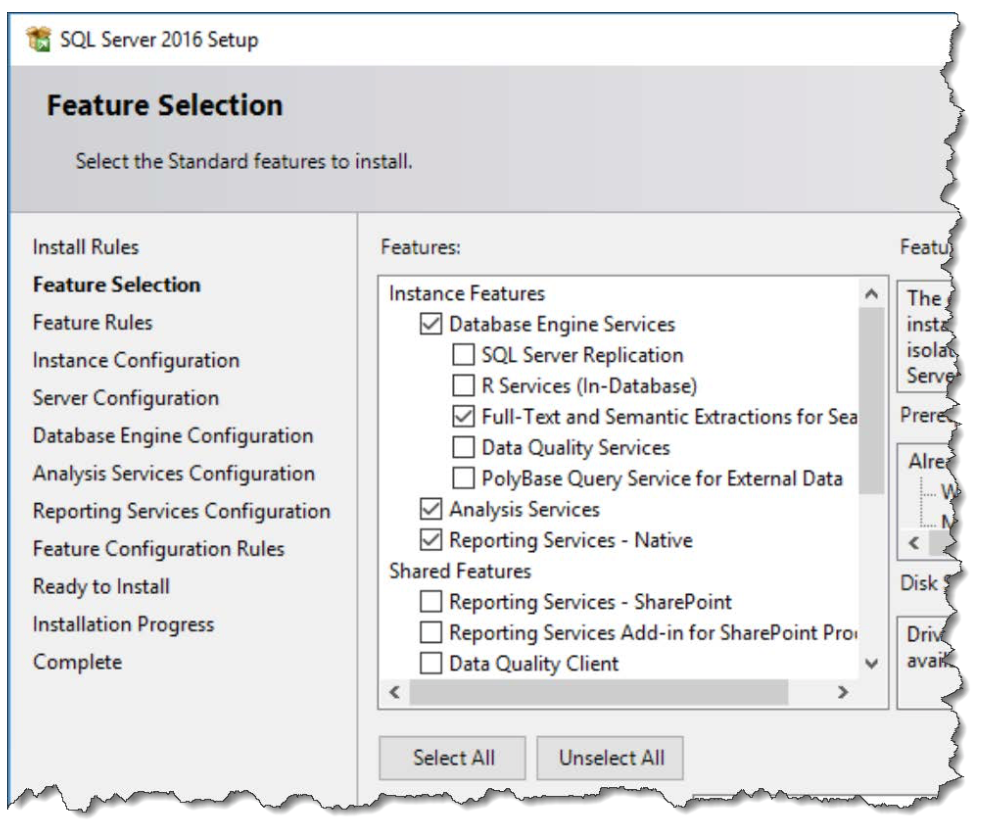 SQL Server 2016 Setup
Feature Selection
Select the Standard features to install.
Install Rules
Feature Selection
Feature Rules
Instance Configuration
Server Configuration
Database Engine Configuration
Analysis Services Configuration
Reporting Services Configuration
Feature Configuration Rules
Ready to Install
Installation Progress
Complete
Features:
Instance Features
Database Engine Services
SQL Server Replication
R Services (In-Database)
Full-Text and Semantic Extractions for Sea
Data Quality Services
PolyBase Query Service for External Data
Analysis Services
Reporting Services - Native
Shared Features
Reporting Services - SharePoint
Reporting Services Add-in for SharePoint Pro
Data Quality Client
Select All
Unselect All
Featu
The
insta
isolat
Serve
Prere
Alre
Disk
Driv
avail